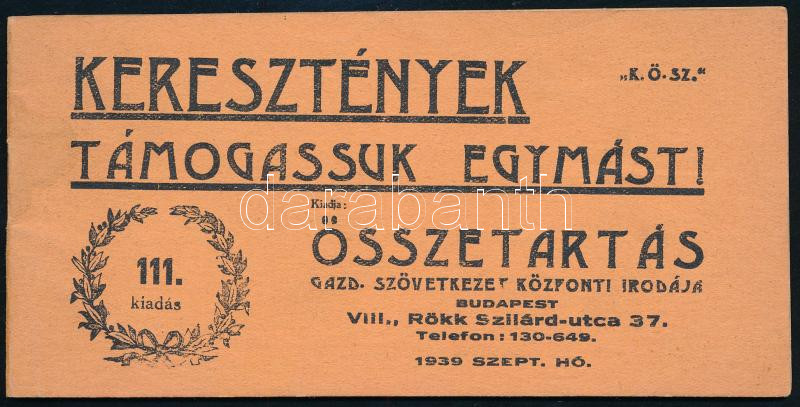 KERESZTÉNYEK
„K.Ö.SZ."
TÁMOGASSUK EGYMÁST!
darabanth
Kiadja:
ÖSSZETARTÁS
GAZD. SZÖVETKEZET KÖZPONTI IRODÁJA
BUDAPEST
VIII., Rökk Szilárd-utca 37.
Telefon: 130-649.
1939 SZEPT. HÓ.
111.
kiadás